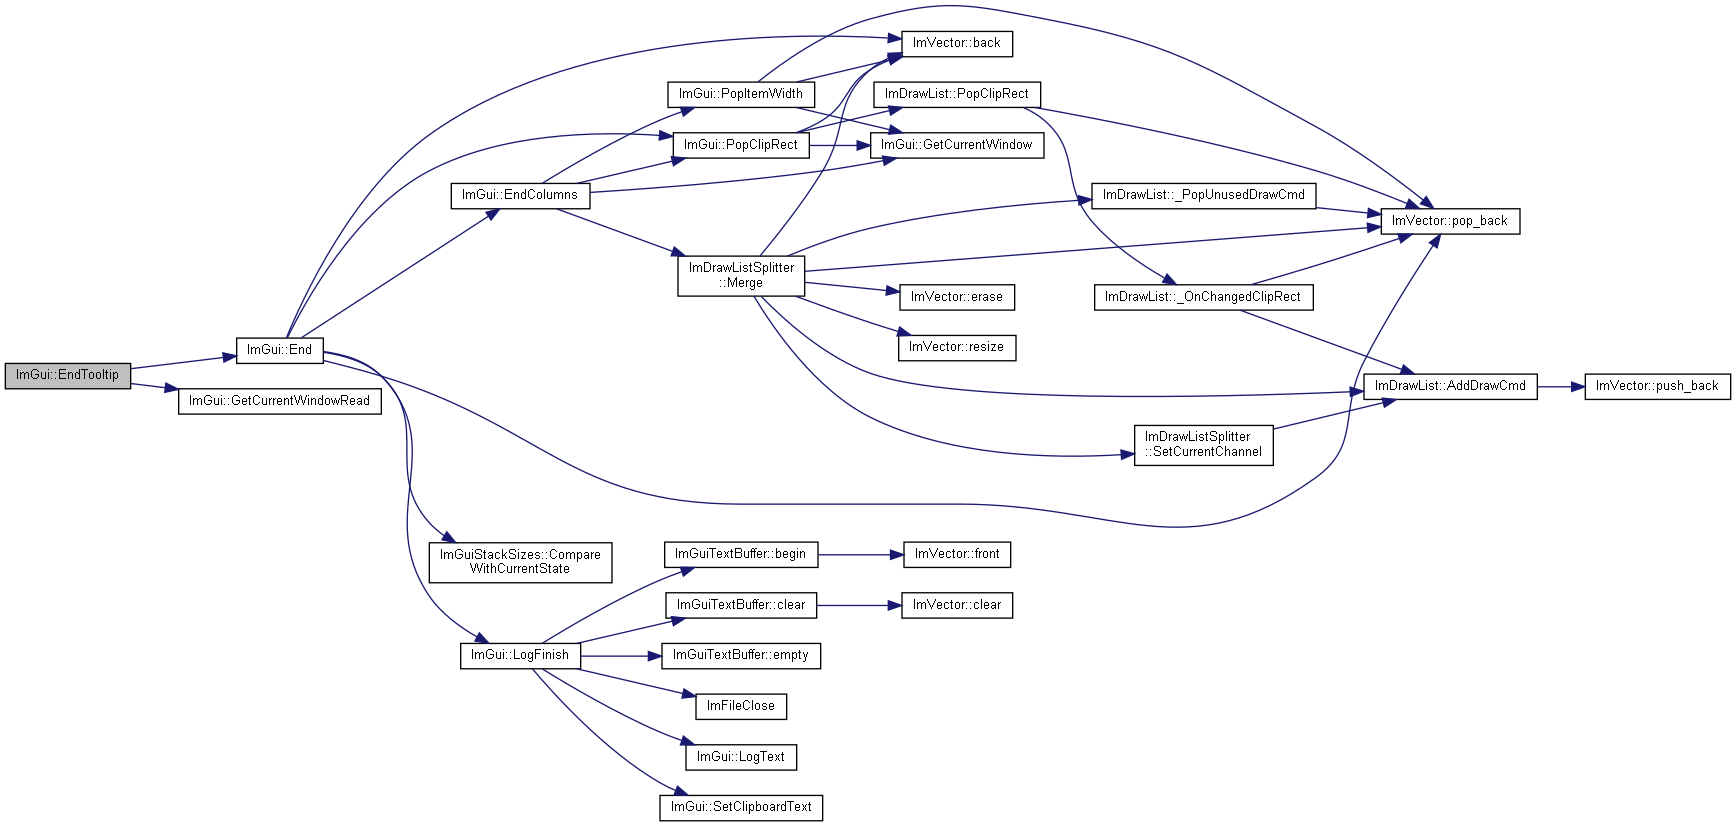 ImVector::back
ImGui::PopItemWidth
ImDrawList::PopClipRect
ImGui::PopClipRect
ImGui::GetCurrentWindow
ImGui::EndColumns
ImDrawList::_PopUnusedDrawCmd
ImVector::pop_back
ImDrawListSplitter
::Merge
ImVector::erase
ImDrawList::_OnChangedClipRect
ImVector::resize
ImGui::End
ImGui::EndTooltip
ImGui::GetCurrentWindowRead
ImDrawList::AddDrawCmd
ImVector::push_back
ImDrawListSplitter
::SetCurrentChannel
ImGuiStackSizes::Compare
WithCurrentState
ImGuiTextBuffer::begin
ImVector::front
ImGuiTextBuffer::clear
ImVector::clear
ImGui::LogFinish
ImGuiTextBuffer::empty
ImFileClose
ImGui::LogText
ImGui::SetClipboardText